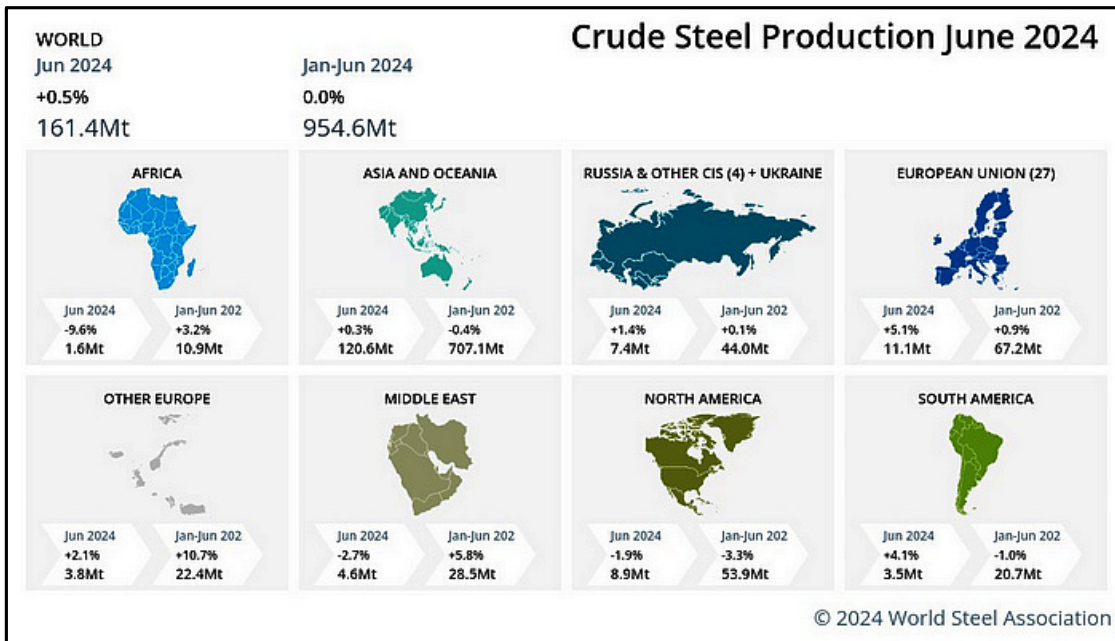 Crude Steel Production June 2024
WORLD
Jun 2024
Jan-Jun 2024
+0.5%
0.0%
161.4Mt
954.6Mt
AFRICA
Jun 2024
Jan-Jun 202
-9.6%
+3.2%
1.6Mt
10.9Mt
ASIA AND OCEANIA
Jun 2024
Jan-Jun 202
+0.3%
-0.4%
120.6Mt
707.1Mt
RUSSIA & OTHER CIS (4) + UKRAINE
Jun 2024
Jan-Jun 202
+1.4%
+0.1%
7.4Mt
44.0Mt
EUROPEAN UNION (27)
Jun 2024
Jan-Jun 202
+5.1%
+0.9%
11.1Mt
67.2Mt
OTHER EUROPE
Jun 2024
Jan-Jun 202
+2.1%
+10.7%
3.8Mt
22.4Mt
MIDDLE EAST
Jun 2024
Jan-Jun 202
-2.7%
+5.8%
4.6Mt
28.5Mt
NORTH AMERICA
Jun 2024
Jan-Jun 202
-1.9%
-3.3%
8.9Mt
53.9Mt
SOUTH AMERICA
Jun 2024
Jan-Jun 202
+4.1%
-1.0%
3.5Mt
20.7Mt
© 2024 World Steel Association